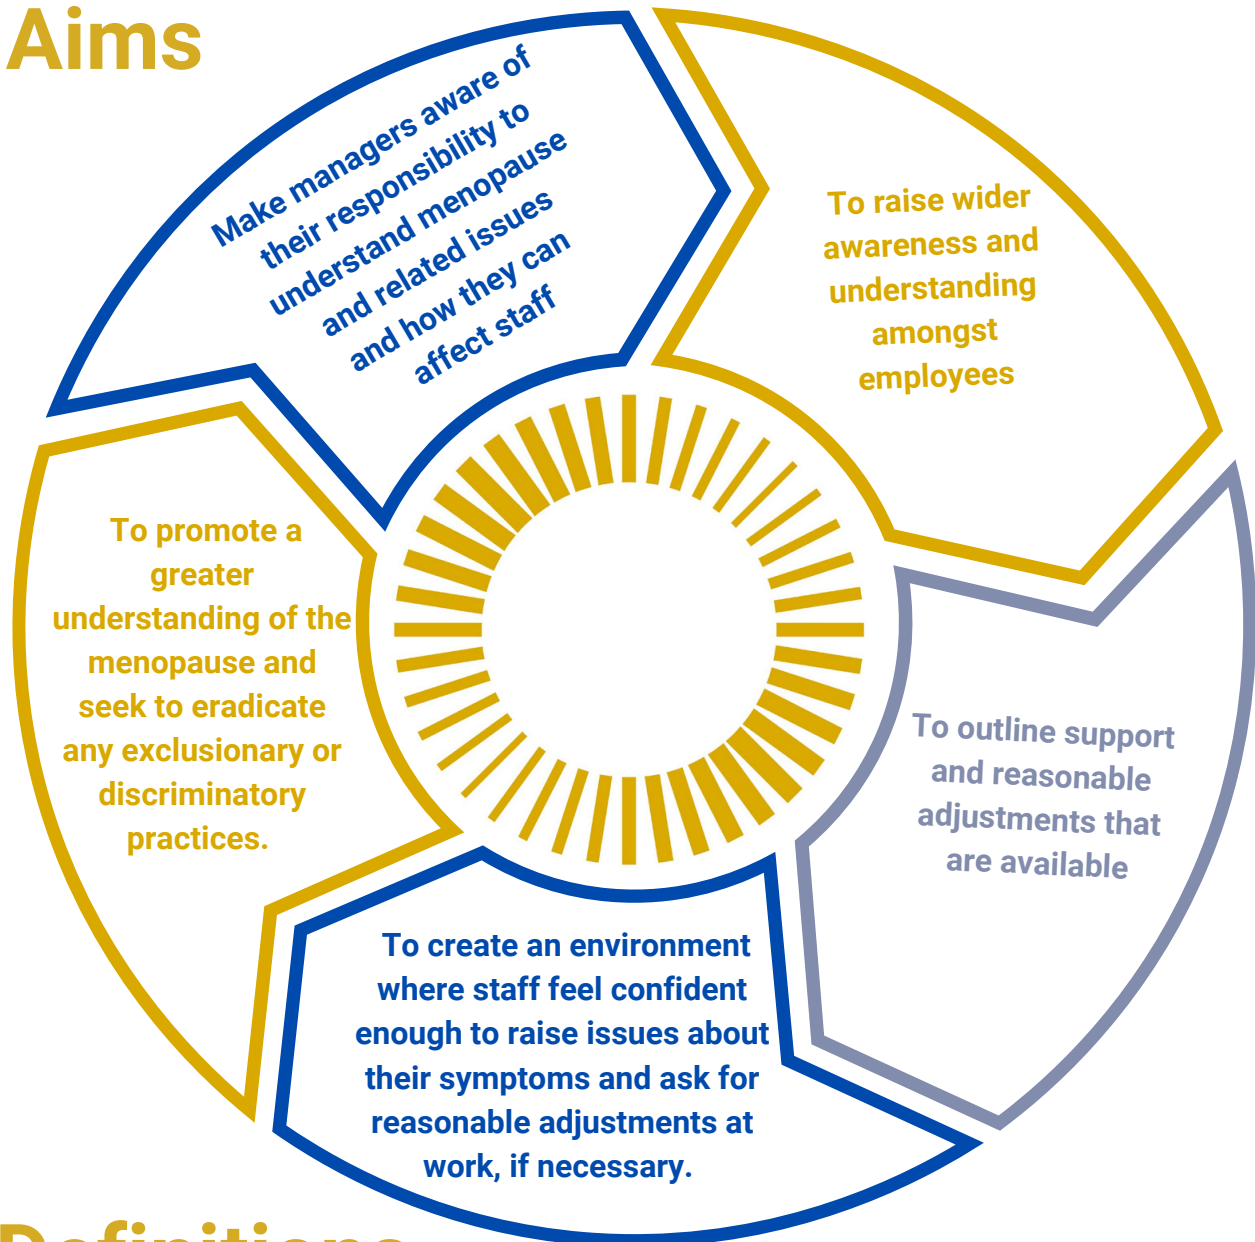 Aims
Make managers aware of
their responsibility to
understand menopause
and related issues
and how they can
affect staff
To raise wider
awareness and
understanding
amongst
employees
To outline support
and reasonable
adjustments that
are available
To create an environment
where staff feel confident
enough to raise issues about
their symptoms and ask for
reasonable adjustments at
work, if necessary.
To promote a
greater
understanding of the
menopause and
seek to eradicate
any exclusionary or
discriminatory
practices.
Definitions